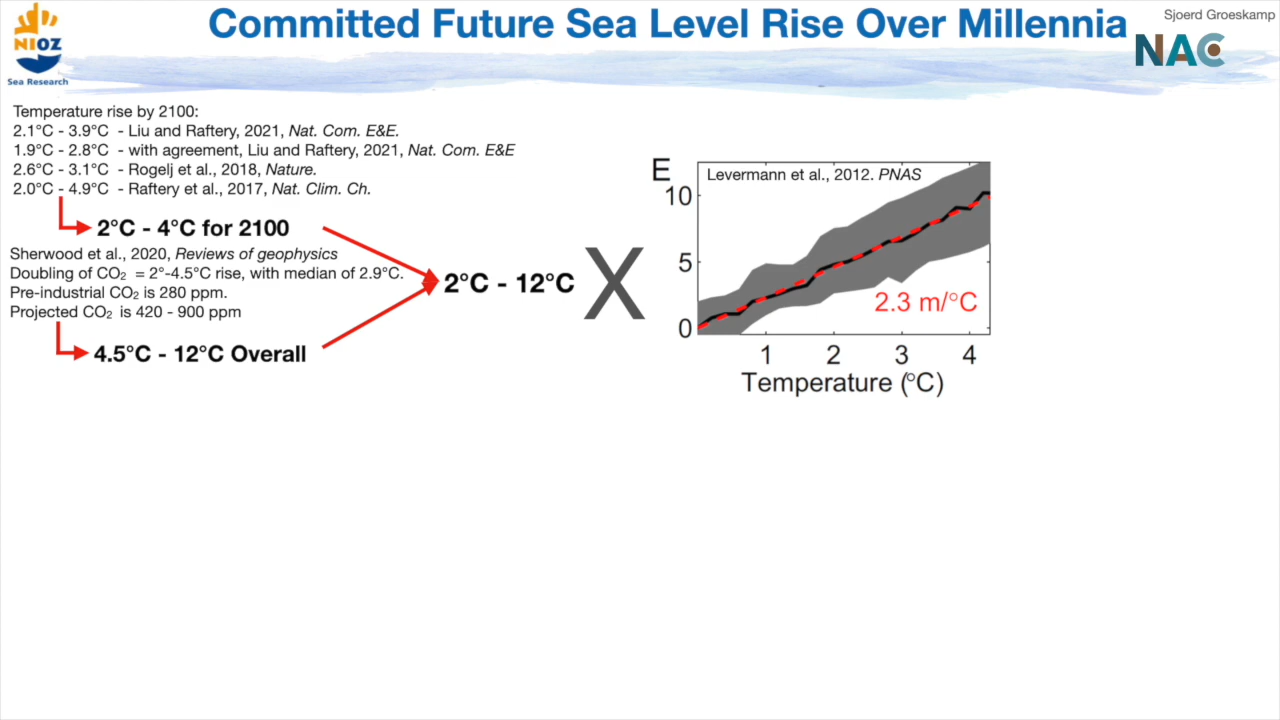 Committed Future Sea Level Rise Over Millennia
Sjoerd Groeskamp
NIOZ
Sea Research
NAC
Temperature rise by 2100:
2.1°C - 3.9°C - Liu and Raftery, 2021, Nat. Com. E&E.
1.9°C - 2.8°C - with agreement, Liu and Raftery, 2021, Nat. Com. E&E
2.6°C - 3.1°C - Rogelj et al., 2018, Nature.
2.0°C - 4.9°C - Raftery et al., 2017, Nat. Clim. Ch.
2°C - 4°C for 2100
Sherwood et al., 2020, Reviews of geophysics
Doubling of CO₂ = 2°-4.5°C rise, with median of 2.9°C.
Pre-industrial CO₂ is 280 ppm.
Projected CO₂ is 420 - 900 ppm
4.5°C - 12°C Overall
2°C - 12°C
X
E
Levermann et al., 2012. PNAS
10
5
0
2.3 m/°C
1 2 3 4
Temperature (°C)